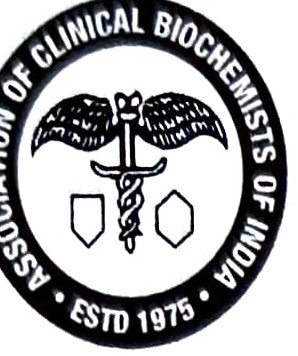 ASSOCIATION OF CLINICAL BIOCHEMISTS OF INDIA
• ESTD 1975 •